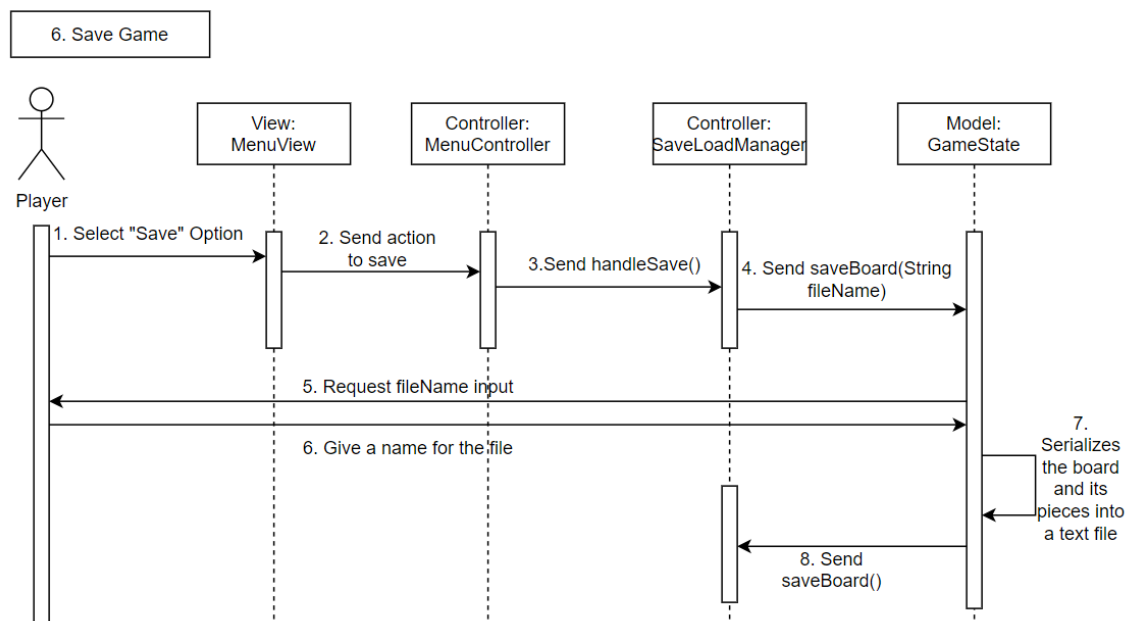 6. Save Game
View:
MenuView
Controller:
MenuController
Controller:
SaveLoadManager
Model:
GameState
Player
1. Select "Save" Option
2. Send action
to save
3.Send handleSave()
4. Send saveBoard(String
fileName)
5. Request fileName input
6. Give a name for the file
7.
Serializes
the board
and its
pieces into
a text file
8. Send
saveBoard()